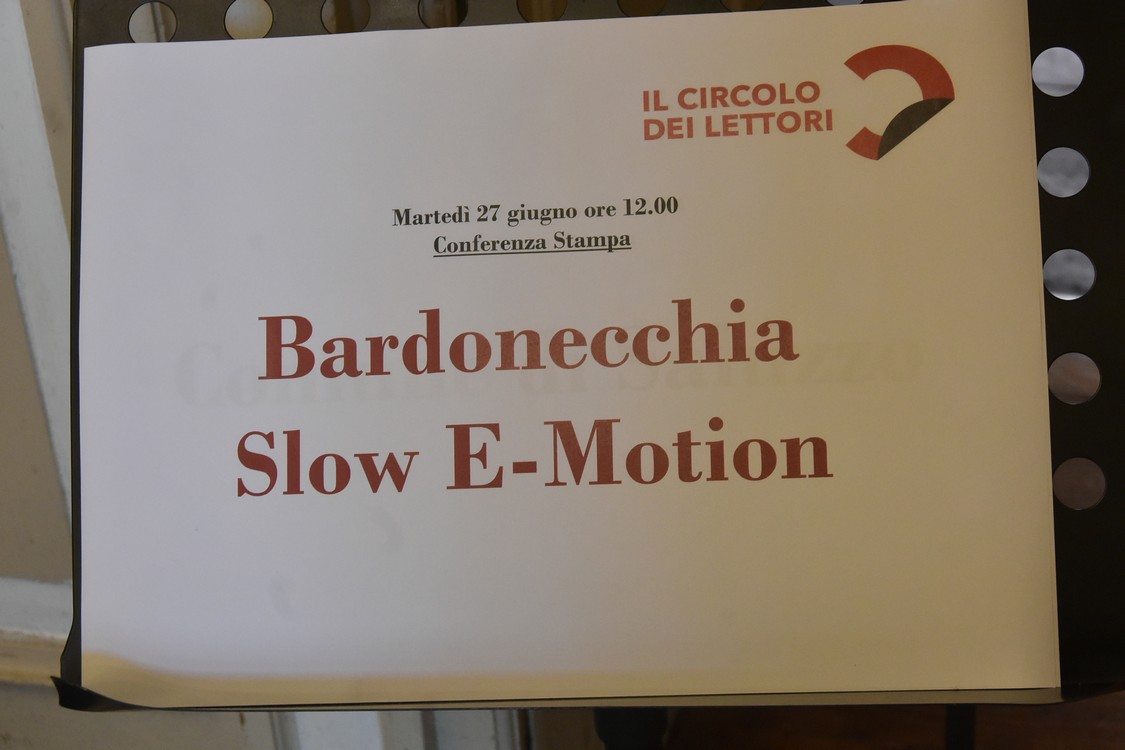 IL CIRCOLO
DEI LETTORI
Martedì 27 giugno ore 12.00
Conferenza Stampa
Bardonecchia
Slow E-Motion